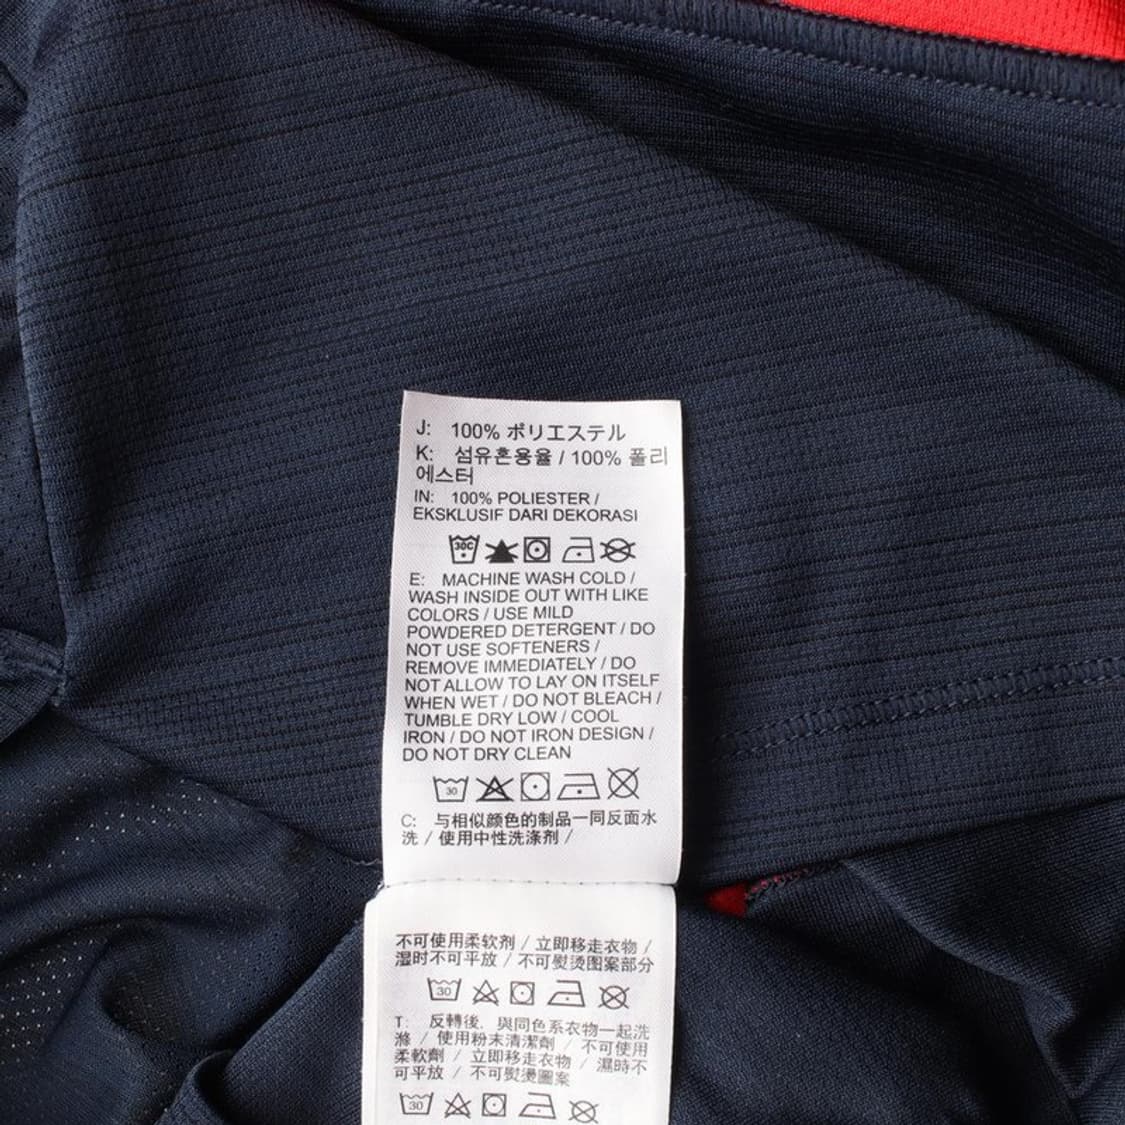 J: 100% ポリエステル
K: 섬유혼용율 / 100% 폴리
에스터
IN: 100% POLIESTER /
EKSKLUSIF DARI DEKORASI
30C
E: MACHINE WASH COLD /
WASH INSIDE OUT WITH LIKE
COLORS / USE MILD
POWDERED DETERGENT / DO
NOT USE SOFTENERS /
REMOVE IMMEDIATELY / DO
NOT ALLOW TO LAY ON ITSELF
WHEN WET / DO NOT BLEACH /
TUMBLE DRY LOW / COOL
IRON / DO NOT IRON DESIGN /
DO NOT DRY CLEAN
30
C: 与相似颜色的制品一同反面水
洗 / 使用中性洗涤剂 /
不可使用柔软剂 / 立即移走衣物 /
湿时不可平放 / 不可熨烫图案部分
30
T: 反轉後, 與同色系衣物一起洗
滌 / 使用粉末清潔劑 / 不可使用
柔軟劑 / 立即移走衣物 / 濕時不
可平放 / 不可熨燙圖案
30